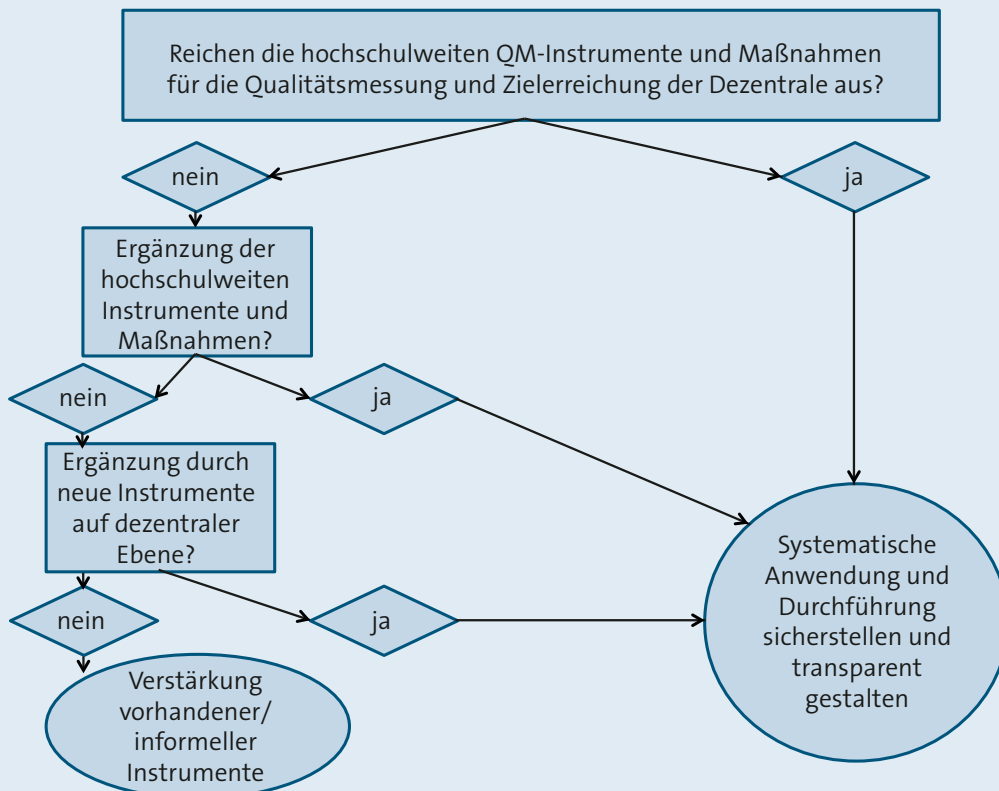 Reichen die hochschulweiten QM-Instrumente und Maßnahmen
für die Qualitätsmessung und Zielerreichung der Dezentrale aus?
nein
ja
Ergänzung der
hochschulweiten
Instrumente und
Maßnahmen?
nein
ja
Ergänzung durch
neue Instrumente
auf dezentraler
Ebene?
nein
ja
Verstärkung
vorhandener/
informeller
Instrumente
Systematische
Anwendung und
Durchführung
sicherstellen und
transparent
gestalten